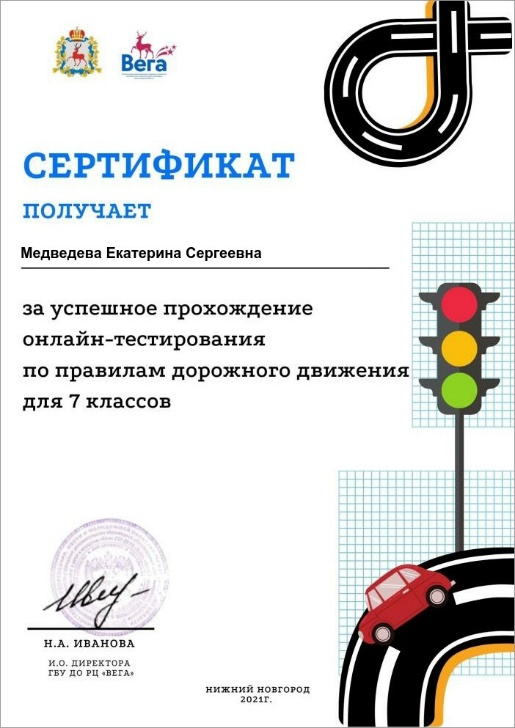 Вега
СЕРТИФИКАТ
ПОЛУЧАЕТ
Медведева Екатерина Сергеевна
за успешное прохождение
онлайн-тестирования
по правилам дорожного движения
для 7 классов
Н.А. ИВАНОВА
И.О. ДИРЕКТОРА
ГБУ ДО РЦ «ВЕГА»
НИЖНИЙ НОВГОРОД
2021Г.